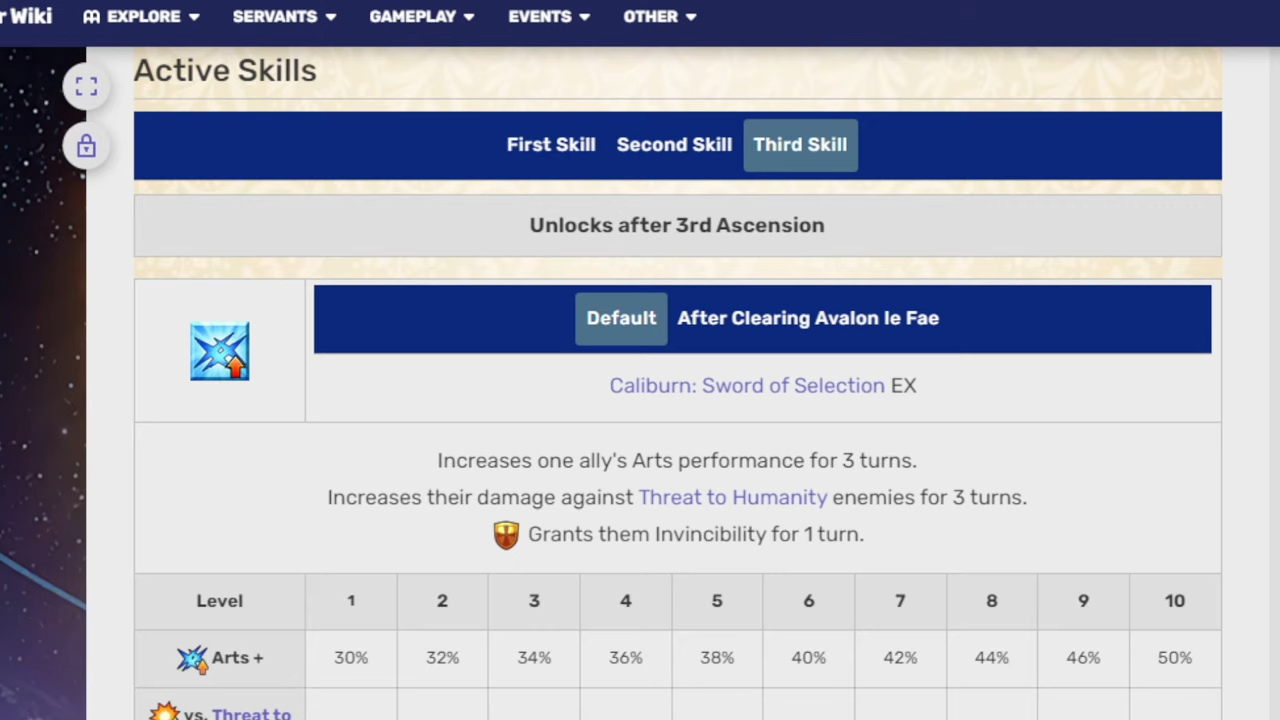 r Wiki EXPLORE SERVANTS GAMEPLAY EVENTS OTHER
Active Skills
First Skill Second Skill Third Skill
Unlocks after 3rd Ascension
Default After Clearing Avalon le Fae
Caliburn: Sword of Selection EX
Increases one ally's Arts performance for 3 turns.
Increases their damage against Threat to Humanity enemies for 3 turns.
Grants them Invincibility for 1 turn.
Level 1 2 3 4 5 6 7 8 9 10
Arts + 30% 32% 34% 36% 38% 40% 42% 44% 46% 50%
vs. Threat to